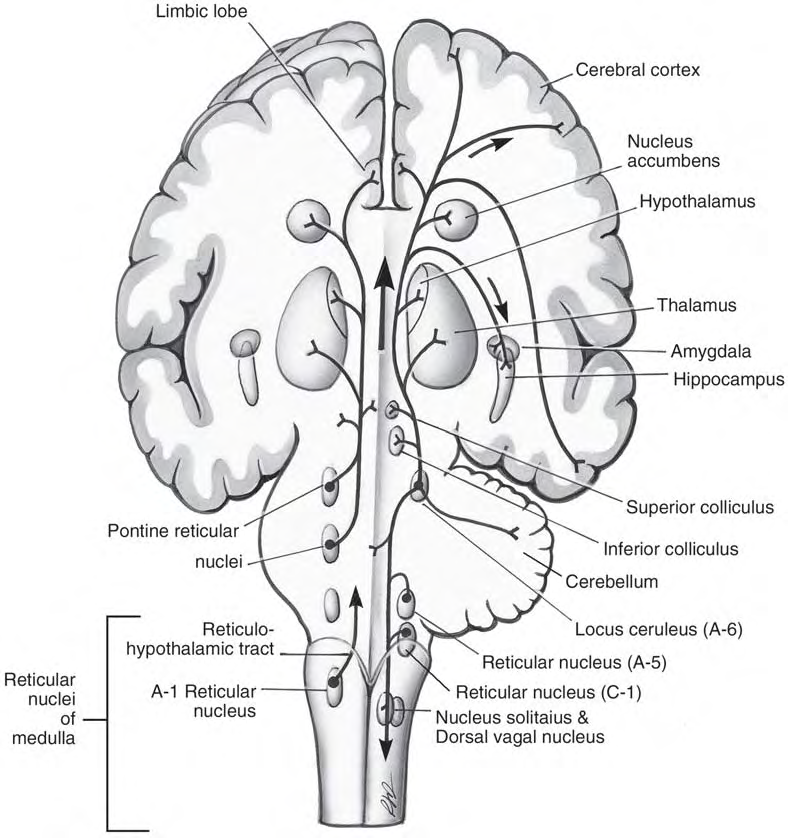 Limbic lobe
Cerebral cortex
Nucleus
accumbens
Hypothalamus
Thalamus
Amygdala
Hippocampus
Superior colliculus
Pontine reticular
nuclei
Inferior colliculus
Cerebellum
Locus ceruleus (A-6)
Reticulo-
hypothalamic tract
Reticular nucleus (A-5)
A-1 Reticular
nucleus
Reticular nucleus (C-1)
Reticular
nuclei
of
medulla
Nucleus solitaius &
Dorsal vagal nucleus